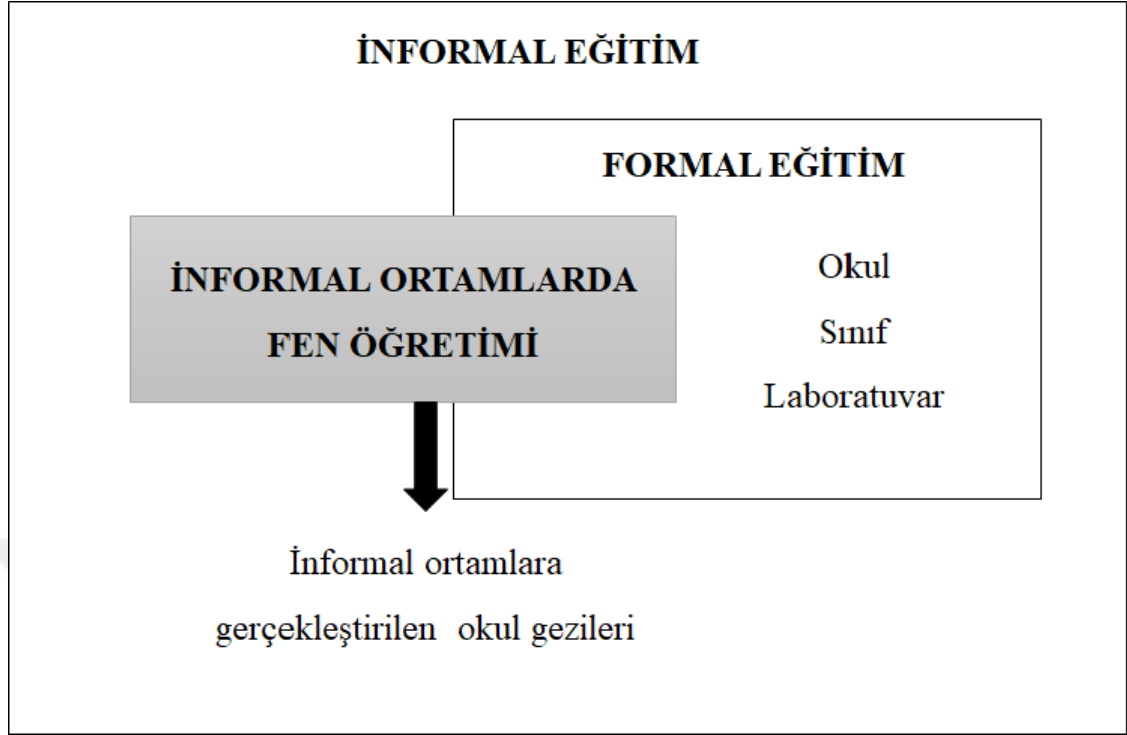 İNFORMAL EĞİTİM
FORMAL EĞİTİM
İNFORMAL ORTAMLARDA
FEN ÖĞRETİMİ
Okul
Sınıf
Laboratuvar
İnformal ortamlara
gerçekleştirilen okul gezileri